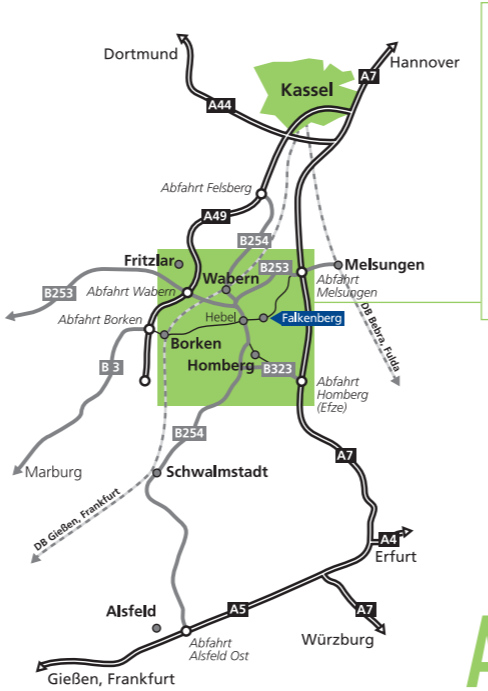 Dortmund
Hannover
A7
Kassel
A44
Abfahrt Felsberg
A49
B254
Fritzlar
Wabern
B253
Melsungen
B253
Abfahrt Wabern
Abfahrt
Melsungen
Abfahrt Borken
Hebel
Falkenberg
Borken
DB Bebra, Fulda
Homberg
B323
B 3
Abfahrt
Homberg
(Efze)
B254
A7
Marburg
Schwalmstadt
DB Gießen, Frankfurt
A4
Erfurt
Alsfeld
A5
A7
Abfahrt
Alsfeld Ost
Würzburg
Gießen, Frankfurt
A